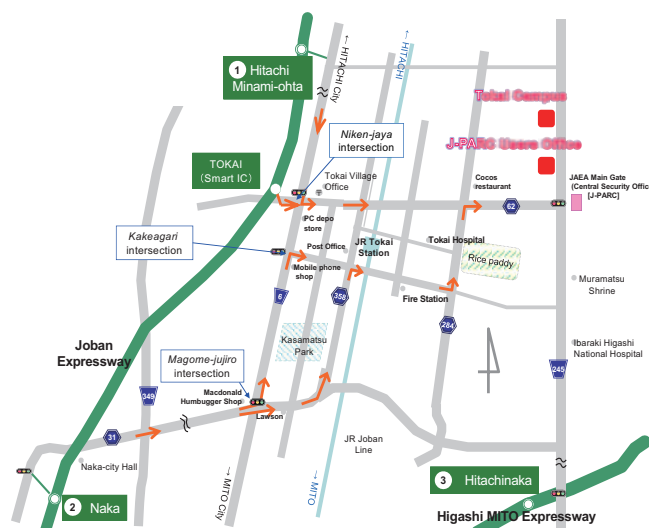 1 Hitachi
Minami-ohta
← HITACHI City
← HITACHI
Tokai Campus
J-PARC Users Office
Niken-jaya
intersection
TOKAI
(Smart IC)
Tokai Village
Office
Cocos
restaurant
JAEA Main Gate
(Central Security Offic
[J-PARC]
62
PC depo
store
Kakeagari
intersection
Post Office
JR Tokai
Station
Tokai Hospital
Rice paddy
Mobile phone
shop
Muramatsu
Shrine
6
358
Fire Station
284
Kasamatsu
Park
Joban
Expressway
Ibaraki Higashi
National Hospital
Magome-jujiro
intersection
245
349
Macdonald
Humbugger Shop
Lawson
31
JR Joban
Line
Naka-city Hall
→ MITO City
→ MITO
3 Hitachinaka
2 Naka
Higashi MITO Expressway